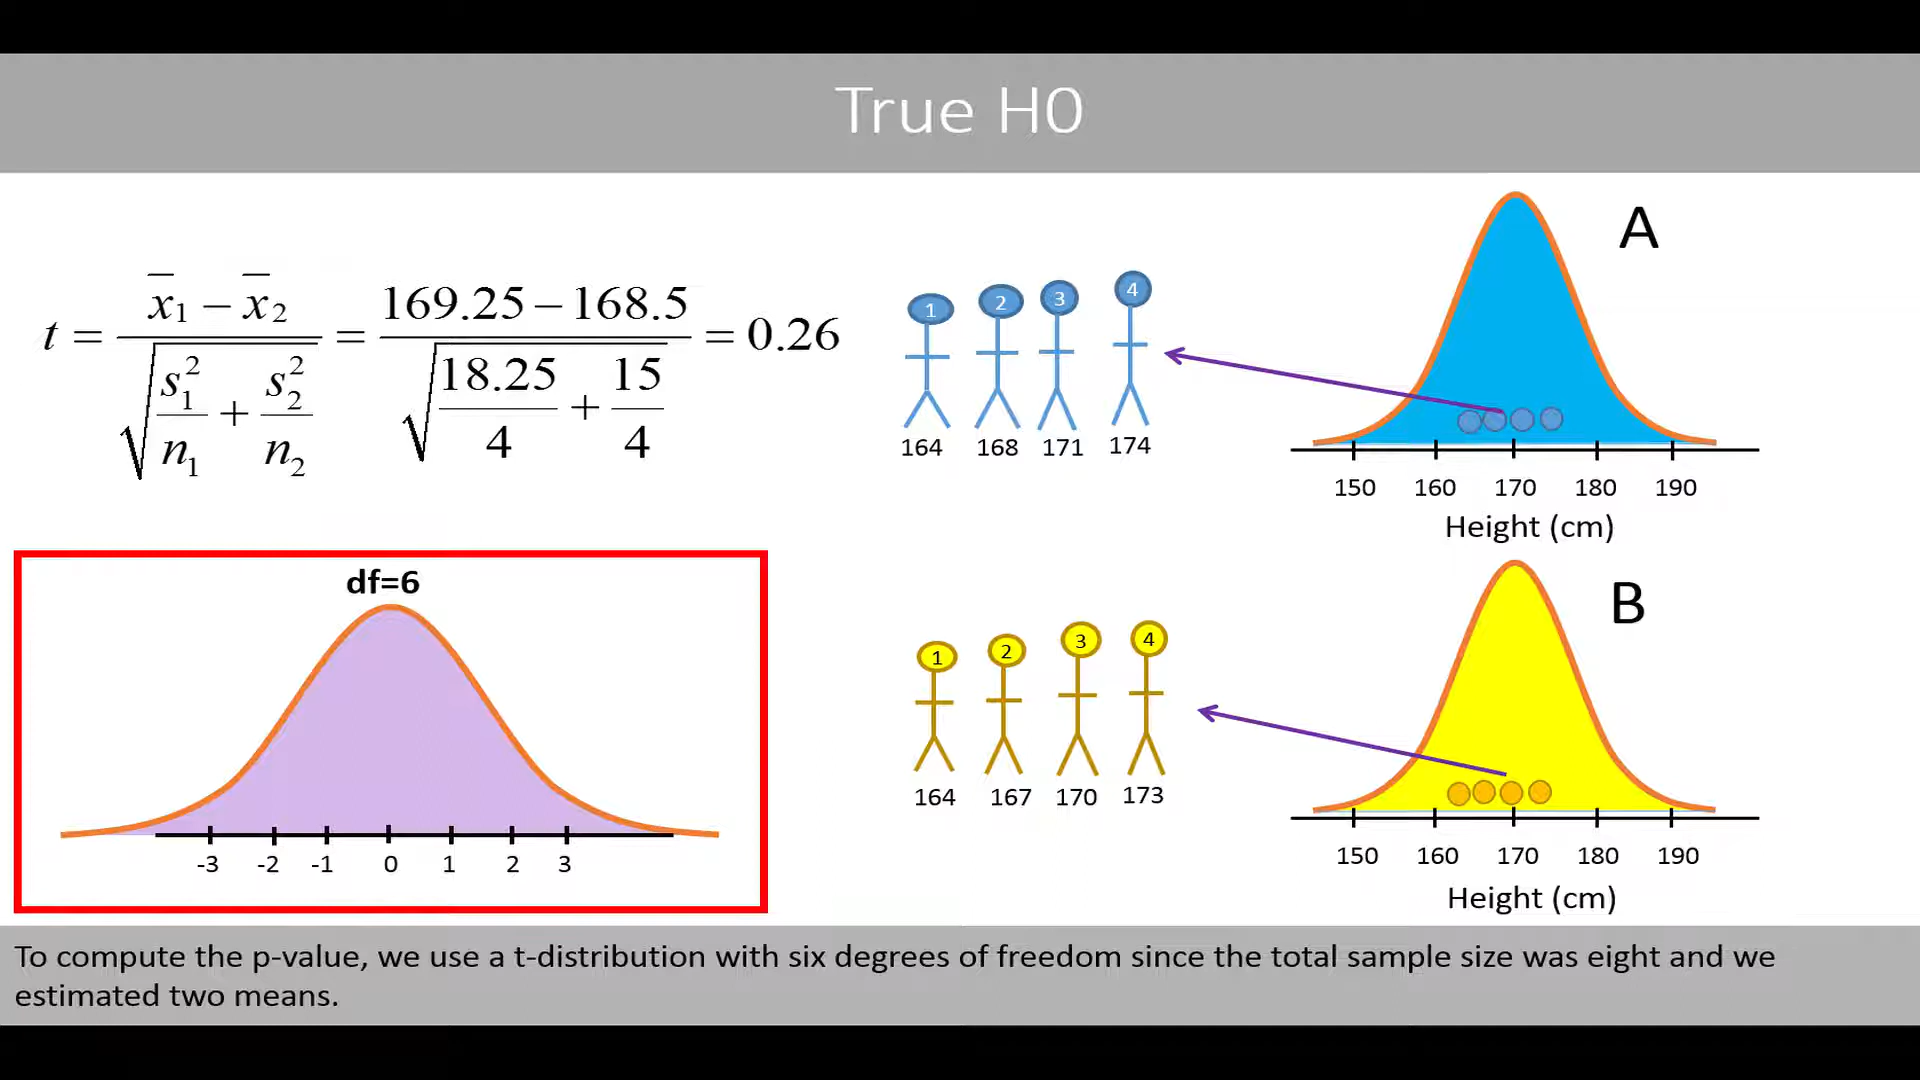 True H0
t = x̄1 − x̄2 / √(s1²/n1 + s2²/n2) = 169.25 − 168.5 / √(18.25/4 + 15/4) = 0.26
1 2 3 4
164 168 171 174
A
150 160 170 180 190
Height (cm)
df=6
-3 -2 -1 0 1 2 3
1 2 3 4
164 167 170 173
B
150 160 170 180 190
Height (cm)
To compute the p-value, we use a t-distribution with six degrees of freedom since the total sample size was eight and we
estimated two means.